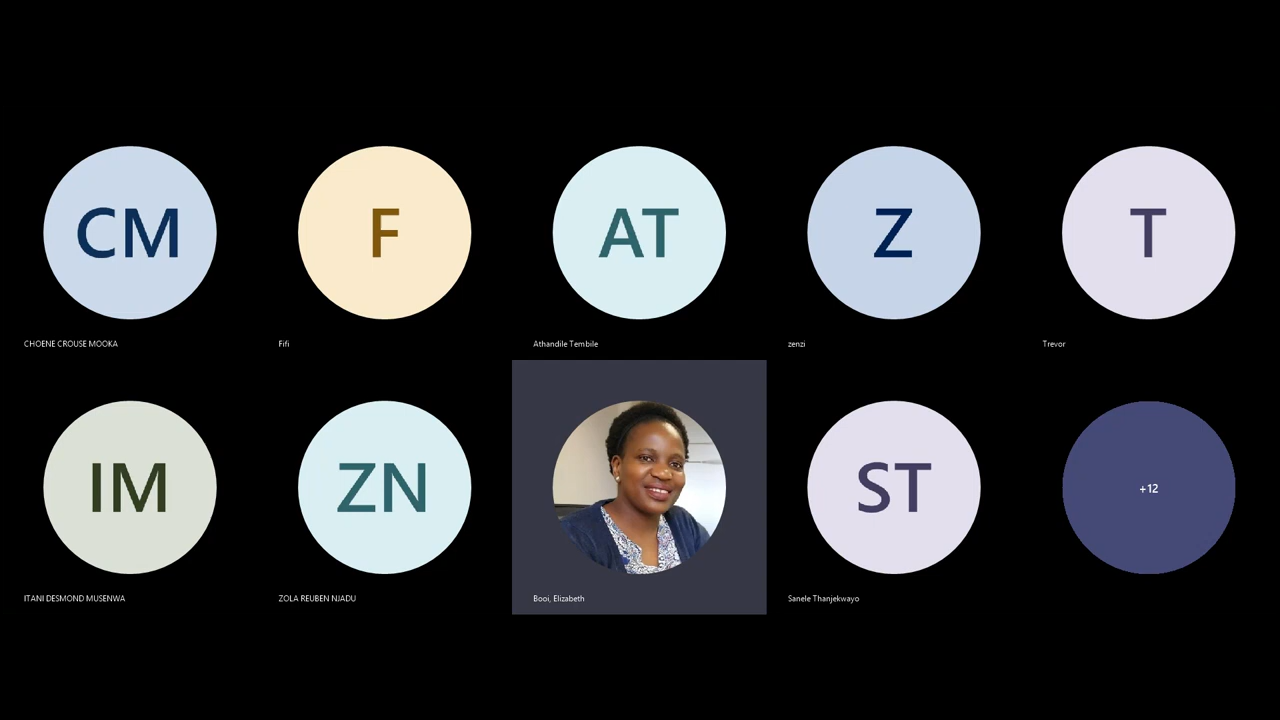 CM
F
AT
Z
T
CHOENE CROUSE MOOKA
Fifi
Athandile Tembile
zenzi
Trevor
IM
ZN
ST
+12
ITANI DESMOND MUSENWA
ZOLA REUBEN NJADU
Booi, Elizabeth
Sanele Thanjekwayo